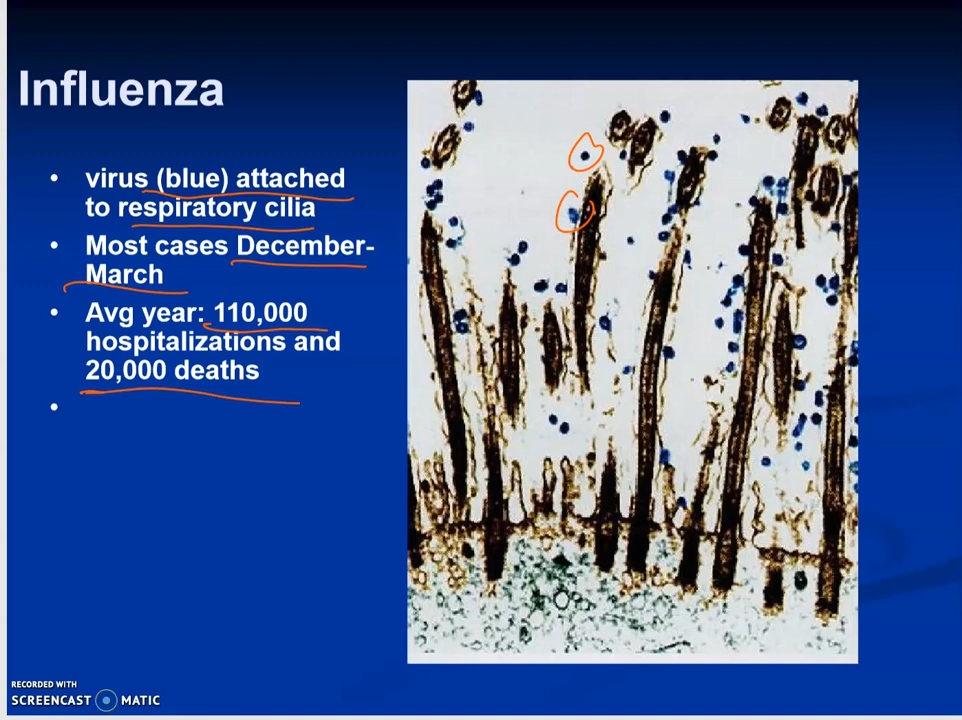 Influenza
• virus (blue) attached
to respiratory cilia
• Most cases December-
March
• Avg year: 110,000
hospitalizations and
20,000 deaths
•
RECORDED WITH
SCREENCAST MATIC